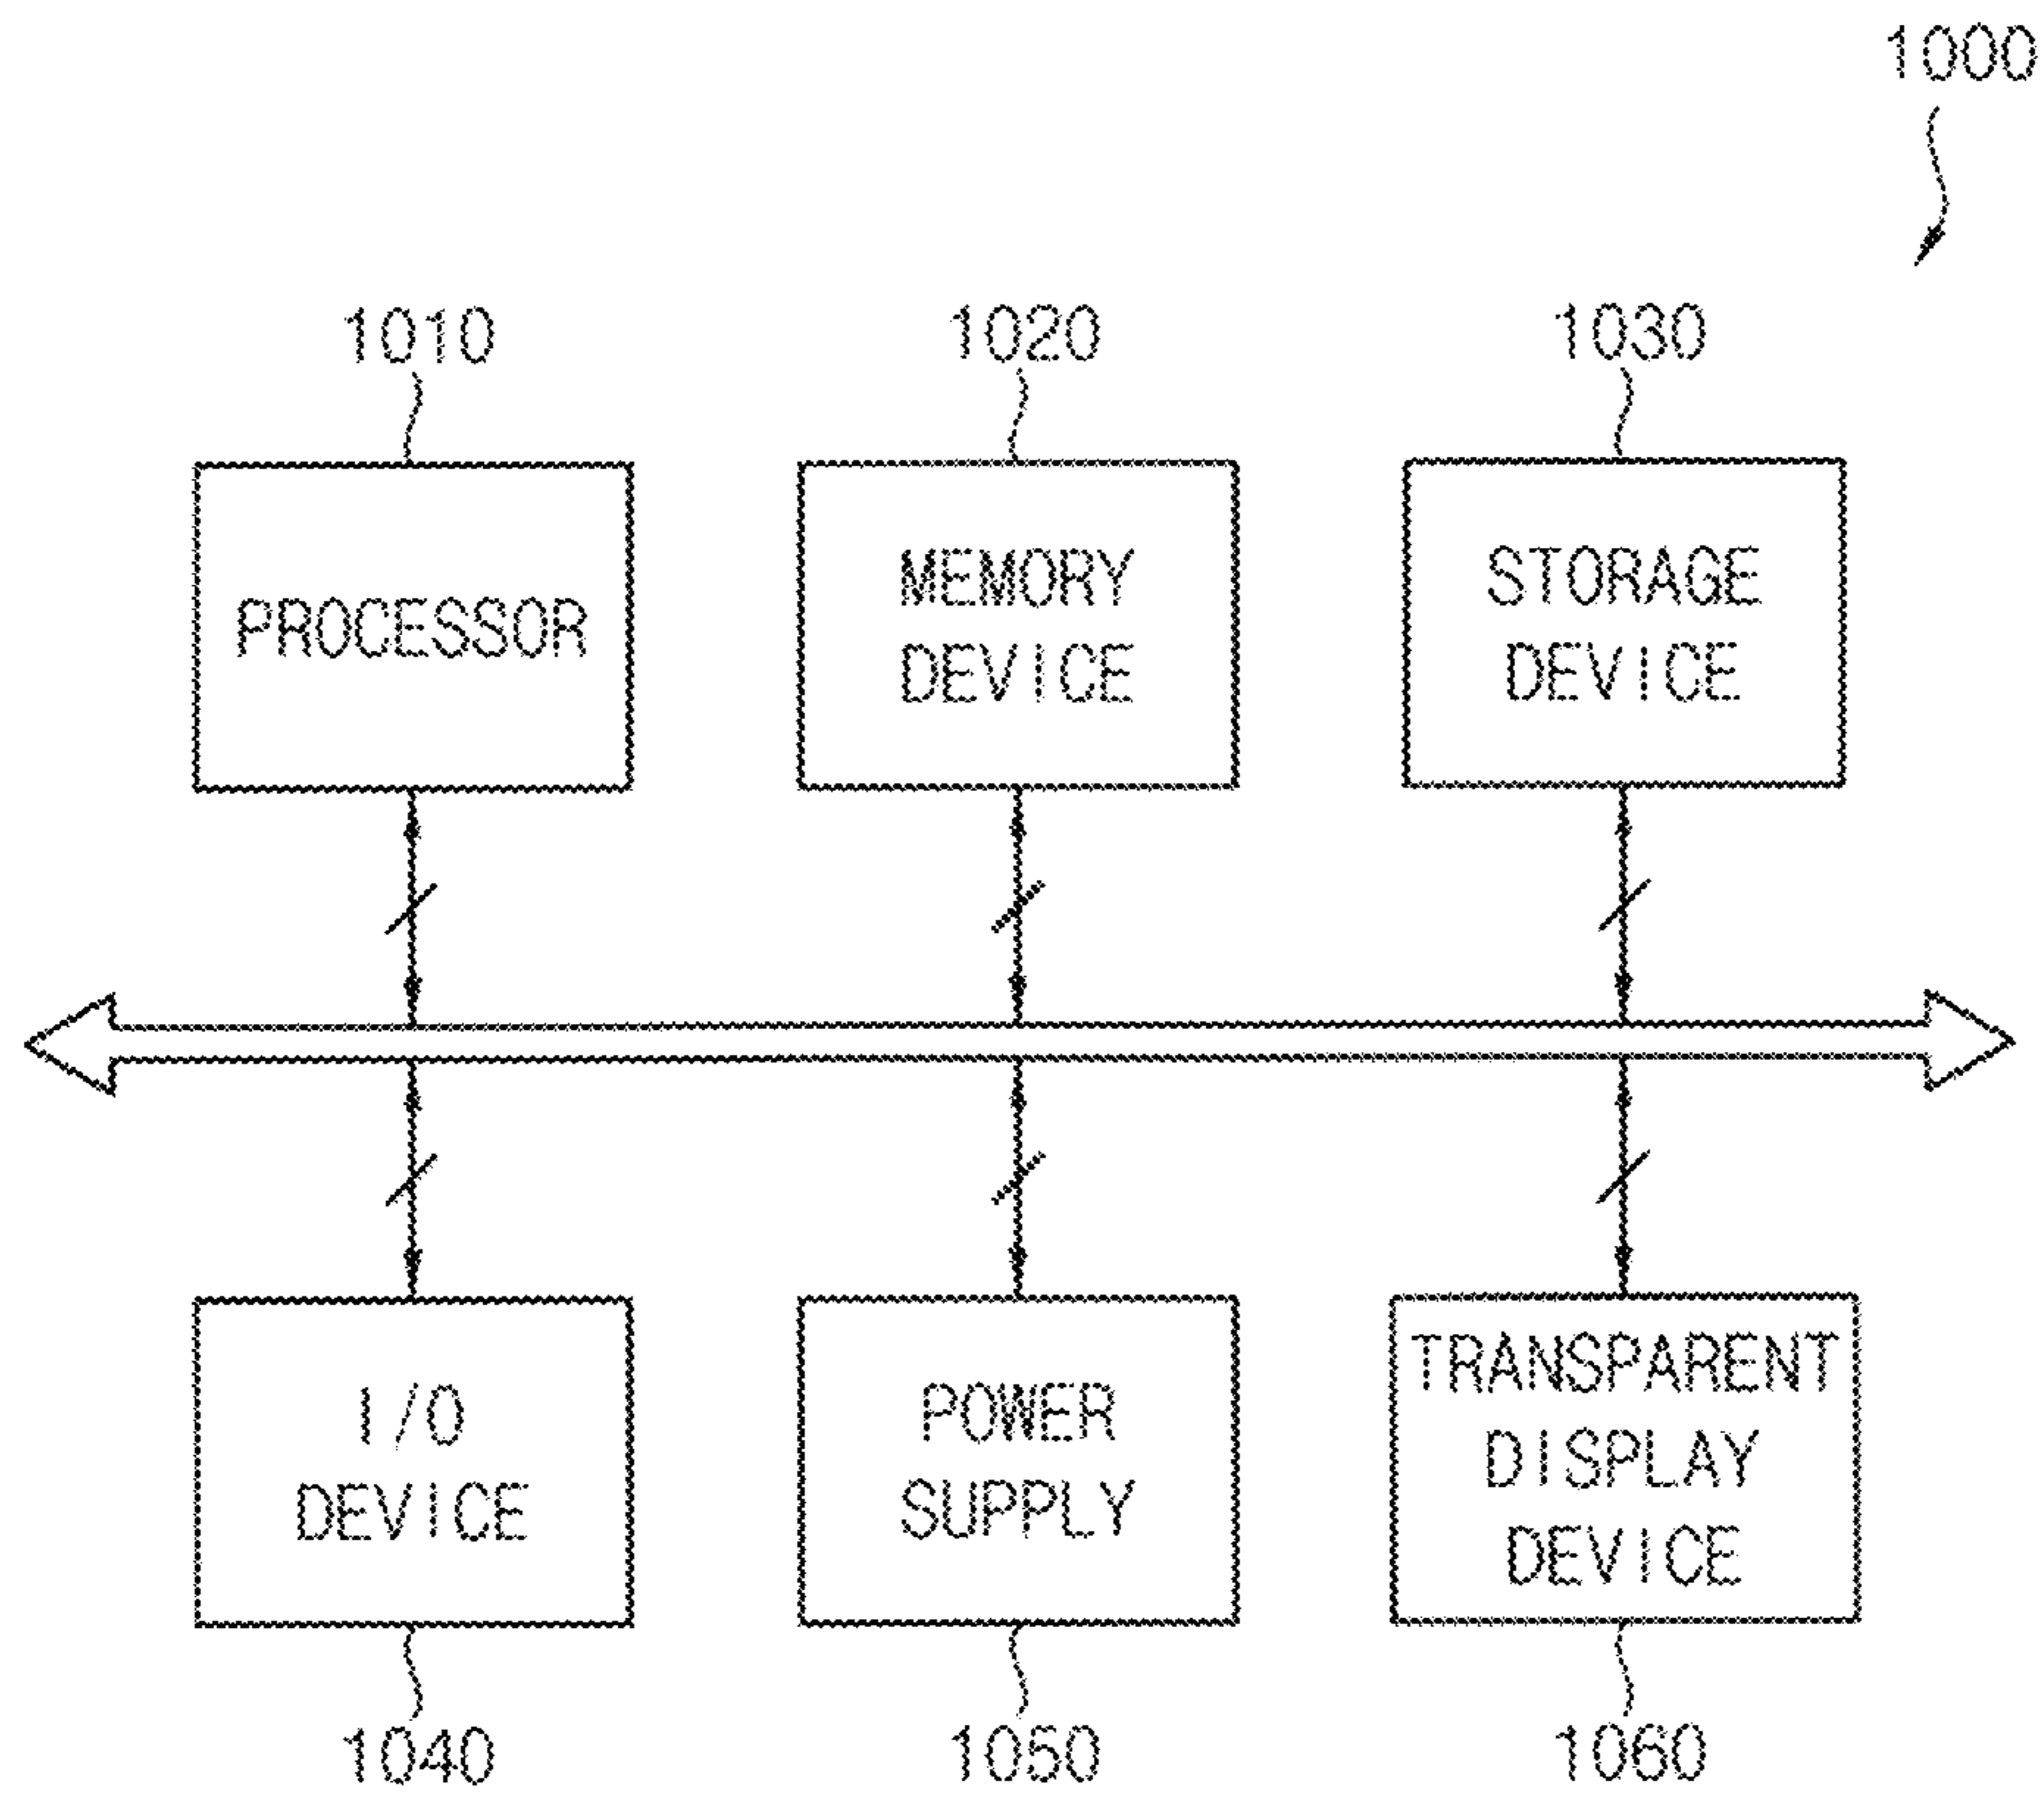 1000
1010
1020
1030
PROCESSOR
MEMORY
DEVICE
STORAGE
DEVICE
I/O
DEVICE
POWER
SUPPLY
TRANSPARENT
DISPLAY
DEVICE
1040
1050
1060